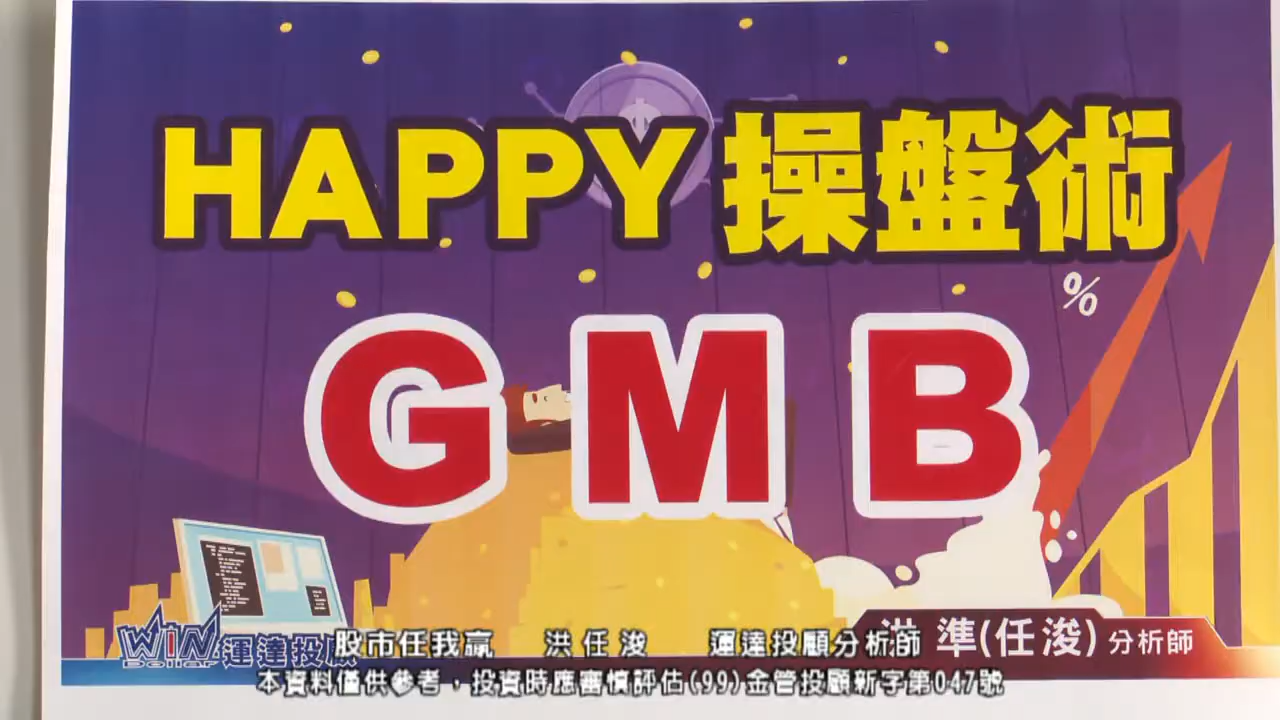 HAPPY 操盤術
%
G M B
WIN 運達投顧
Dollar
洪 準(任浚) 分析師
股市任我贏 洪任浚 運達投顧分析師
本資料僅供參考，投資時應審慎評估(99)金管投顧新字第047號